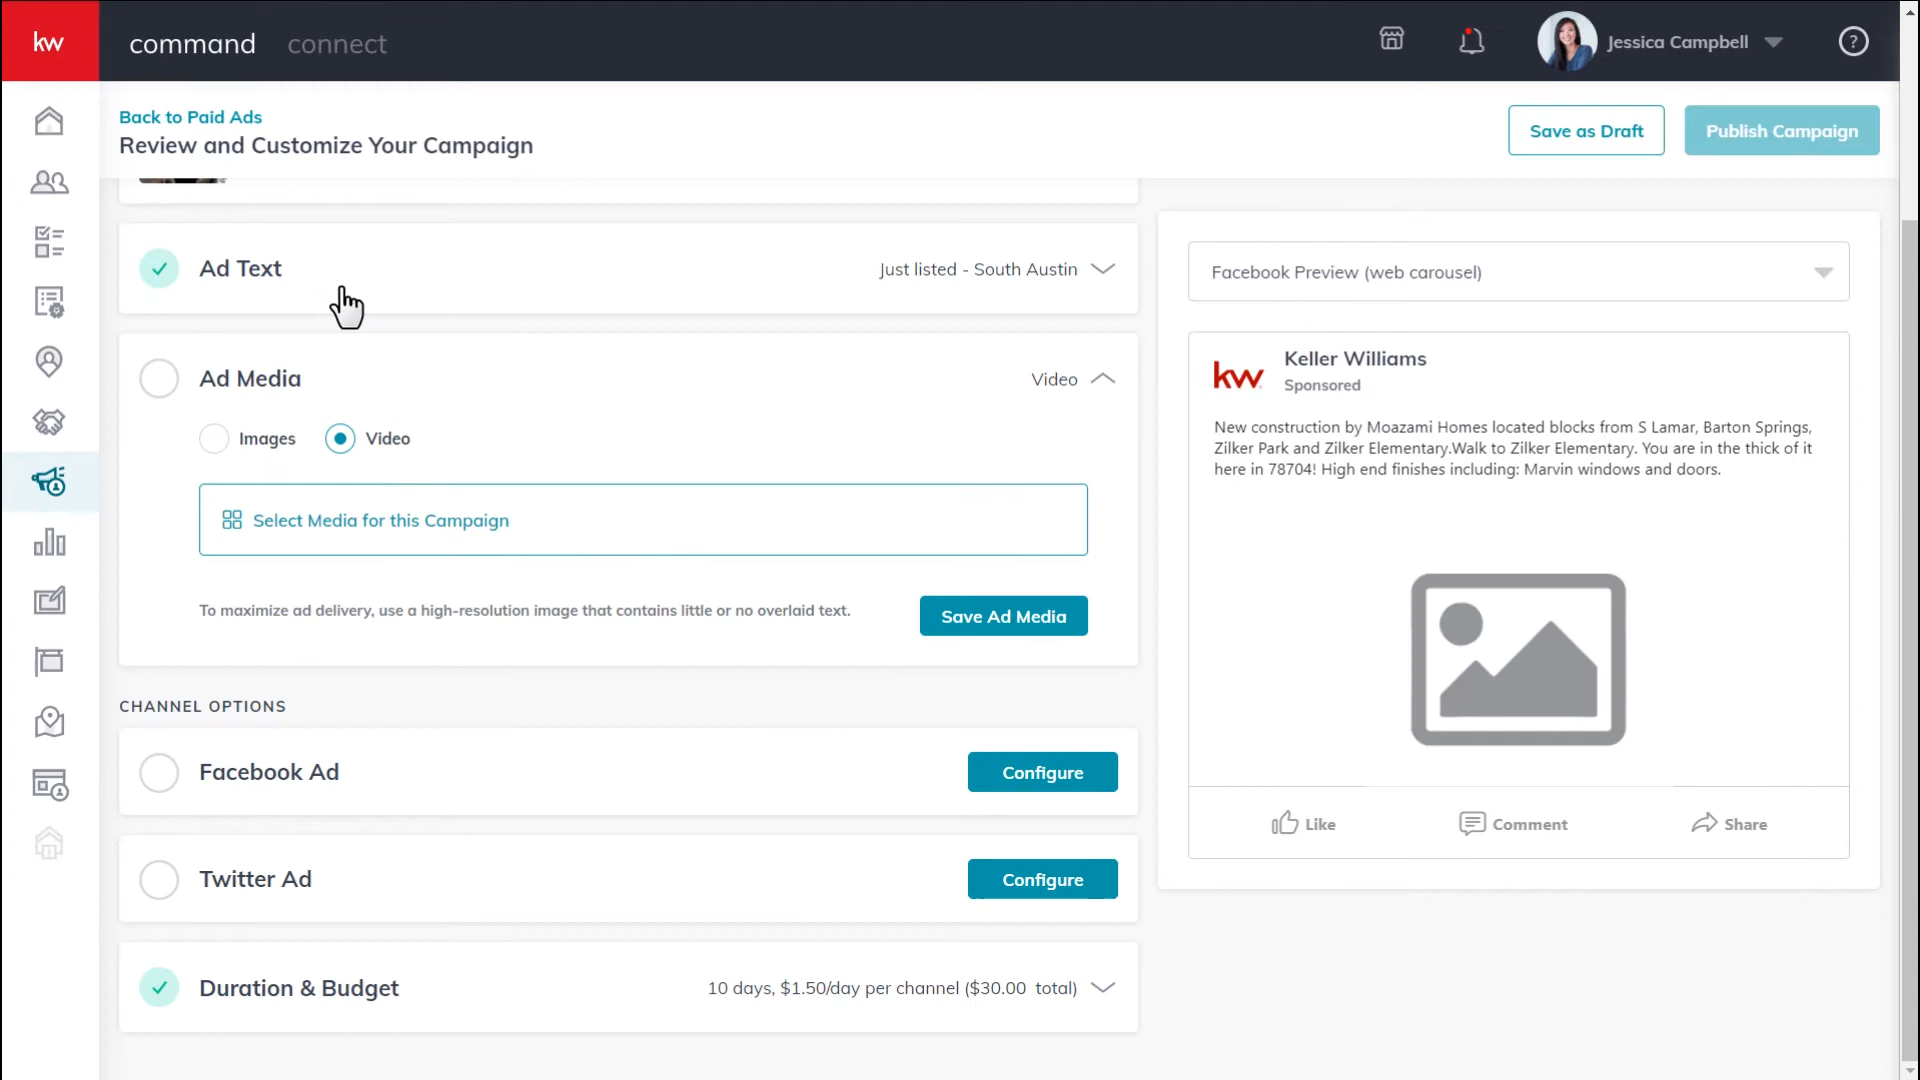 kw
command
connect
Jessica Campbell
?
Back to Paid Ads
Review and Customize Your Campaign
Save as Draft
Publish Campaign
Ad Text
Just listed - South Austin
Ad Media
Video
Images
Video
Select Media for this Campaign
To maximize ad delivery, use a high-resolution image that contains little or no overlaid text.
Save Ad Media
CHANNEL OPTIONS
Facebook Ad
Configure
Twitter Ad
Configure
Duration & Budget
10 days, $1.50/day per channel ($30.00 total)
Facebook Preview (web carousel)
kw
Keller Williams
Sponsored
New construction by Moazami Homes located blocks from S Lamar, Barton Springs,
Zilker Park and Zilker Elementary.Walk to Zilker Elementary. You are in the thick of it
here in 78704! High end finishes including: Marvin windows and doors.
Like
Comment
Share